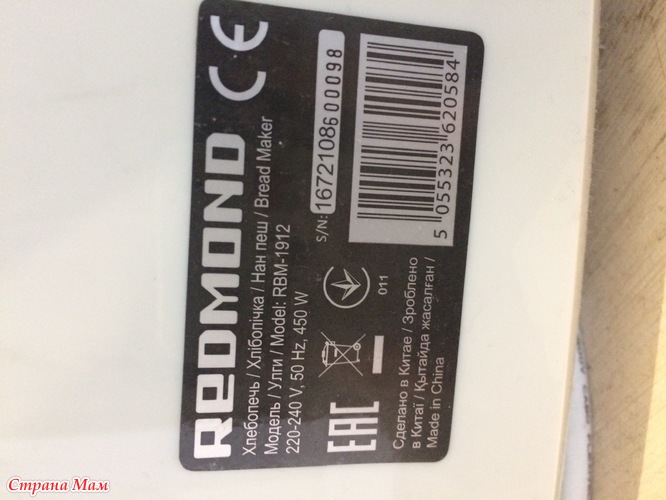 REDMOND
CE
Хлебопечь / Хлібопічка / Нан пеш / Bread Maker
Модель / Улги / Model: RBM-1912
220-240 V, 50 Hz, 450 W
S/N: 1672108600098
5 055323 620584
011
EAC
Сделано в Китае / Зроблено
в Китаї / Қытайда жасалған /
Made in China
Страна Мам